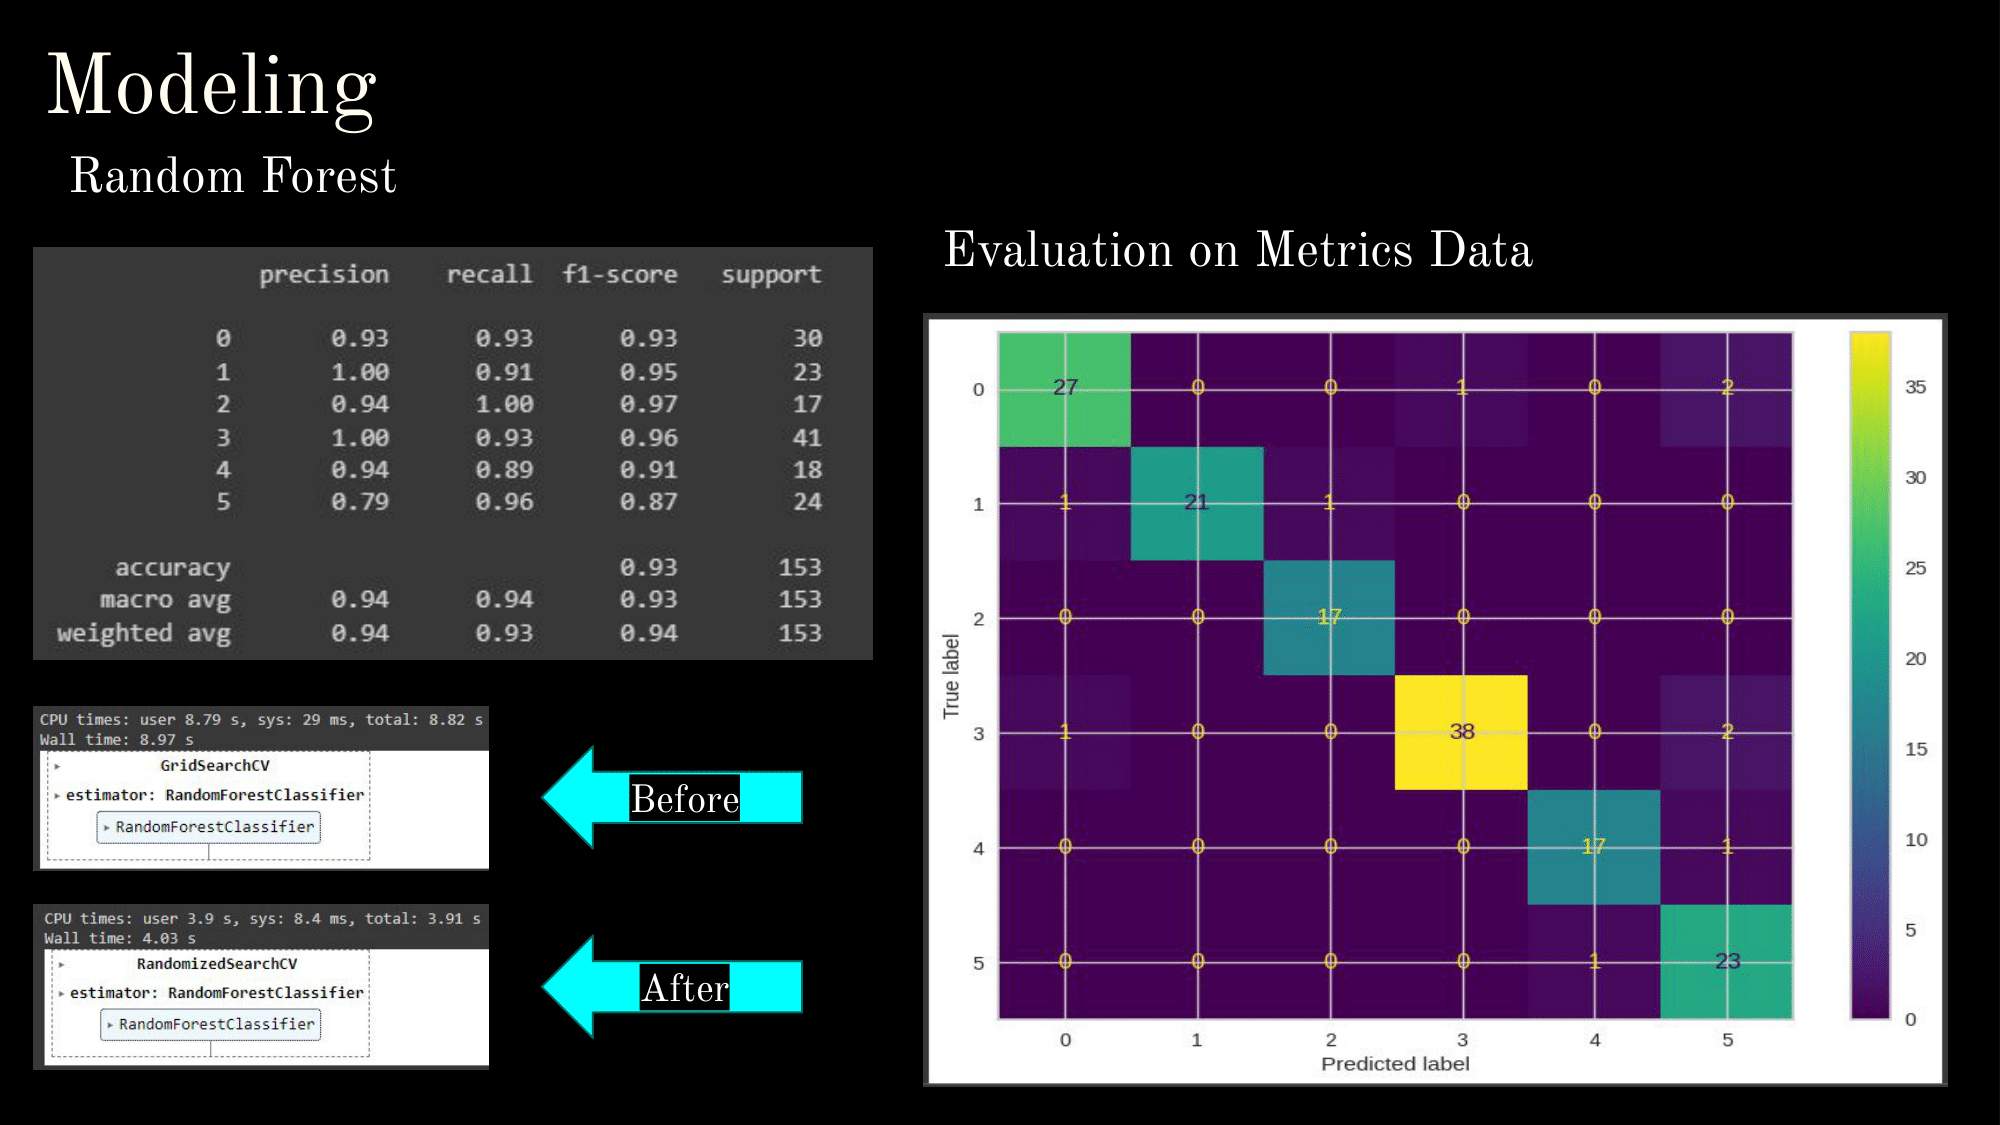 Modeling
Random Forest
precision recall f1-score support
0 0.93 0.93 0.93 30
1 1.00 0.91 0.95 23
2 0.94 1.00 0.97 17
3 1.00 0.93 0.96 41
4 0.94 0.89 0.91 18
5 0.79 0.96 0.87 24
accuracy 0.93 153
macro avg 0.94 0.94 0.93 153
weighted avg 0.94 0.93 0.94 153
CPU times: user 8.79 s, sys: 29 ms, total: 8.82 s
Wall time: 8.97 s
GridSearchCV
estimator: RandomForestClassifier
RandomForestClassifier
Before
CPU times: user 3.9 s, sys: 8.4 ms, total: 3.91 s
Wall time: 4.03 s
RandomizedSearchCV
estimator: RandomForestClassifier
RandomForestClassifier
After
Evaluation on Metrics Data
True label
0 27 0 0 1 0 2
1 1 21 1 0 0 0
2 0 0 17 0 0 0
3 1 0 0 38 0 2
4 0 0 0 0 17 1
5 0 0 0 0 1 23
0 1 2 3 4 5
Predicted label
35
30
25
20
15
10
5
0